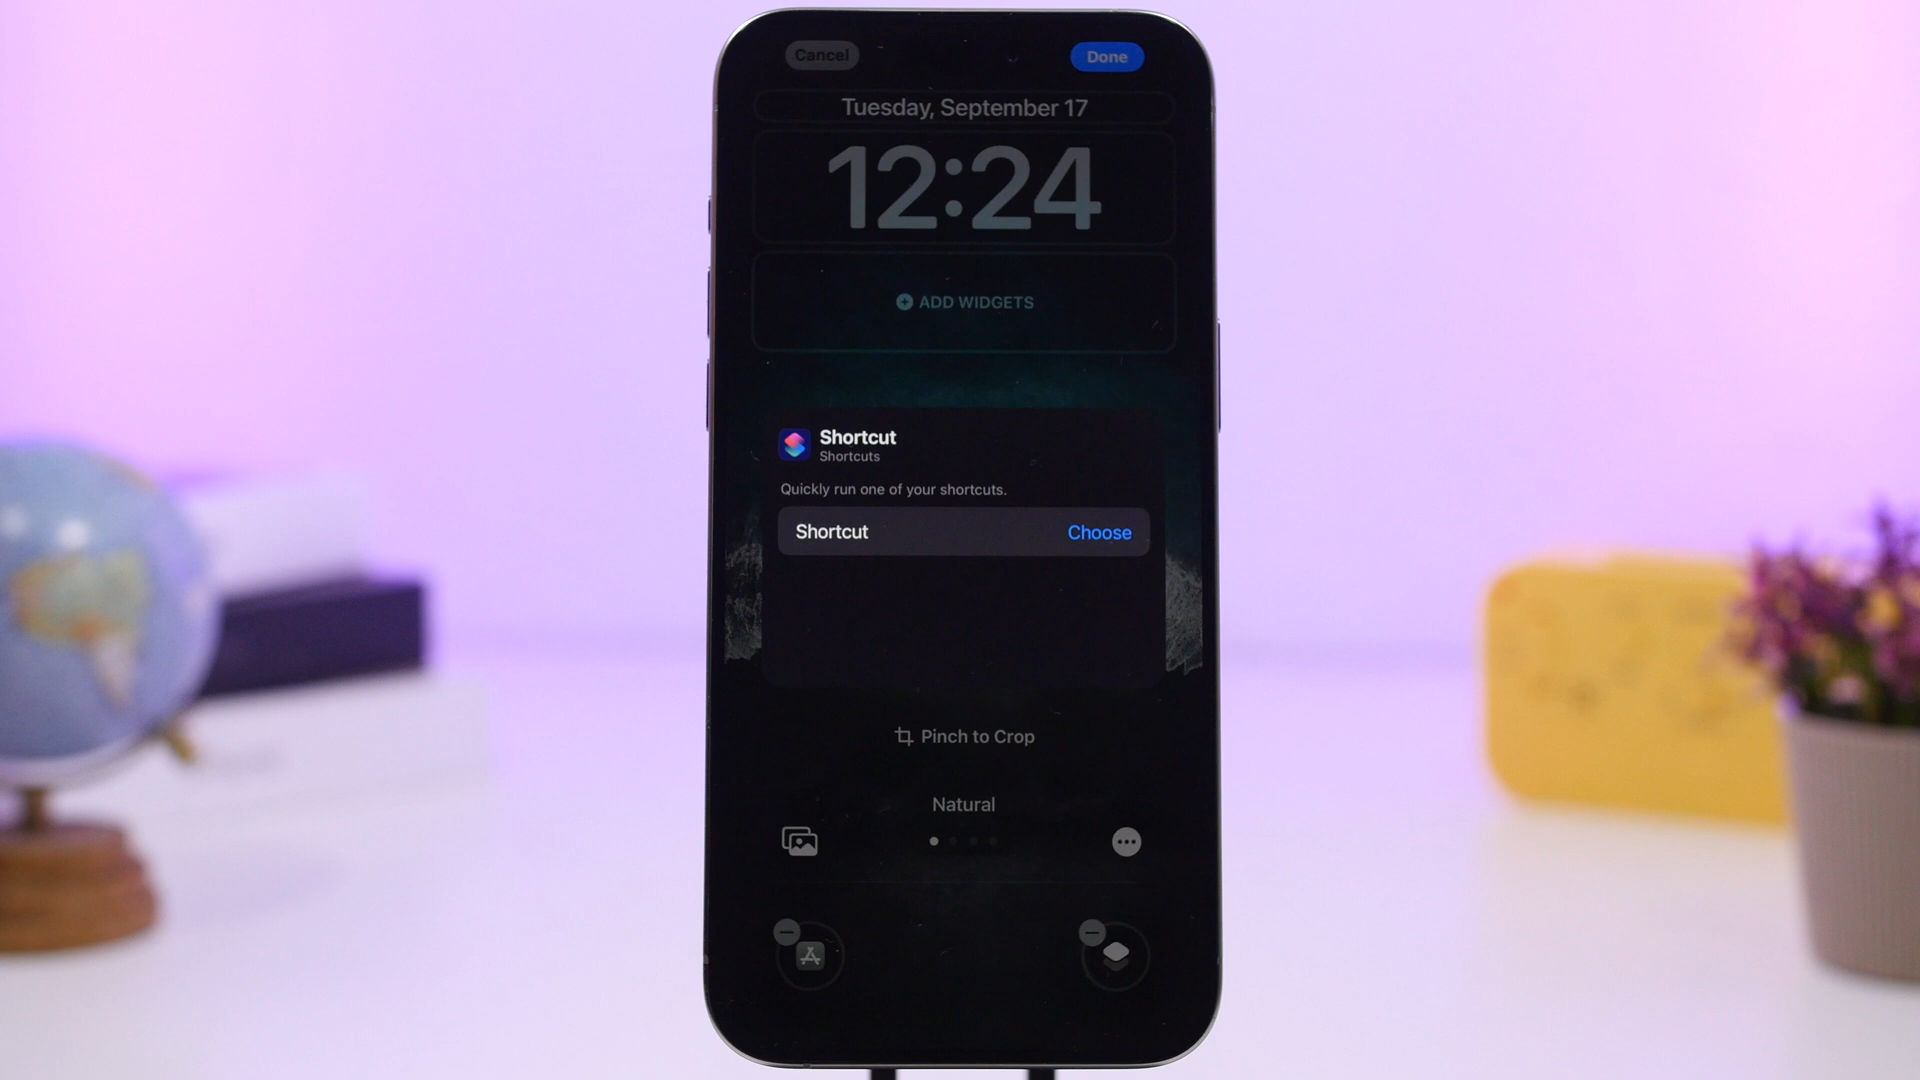 Cancel
Done
Tuesday, September 17
12:24
ADD WIDGETS
Shortcut
Shortcuts
Quickly run one of your shortcuts.
Shortcut
Choose
Pinch to Crop
Natural